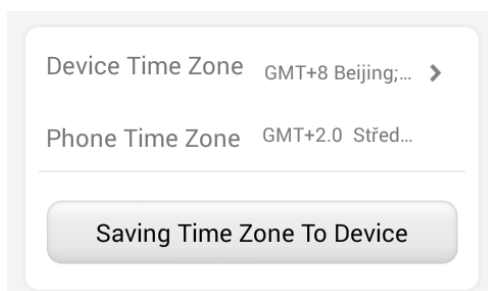 Device Time Zone GMT+8 Beijing;...
Phone Time Zone GMT+2.0 Střed...
Saving Time Zone To Device